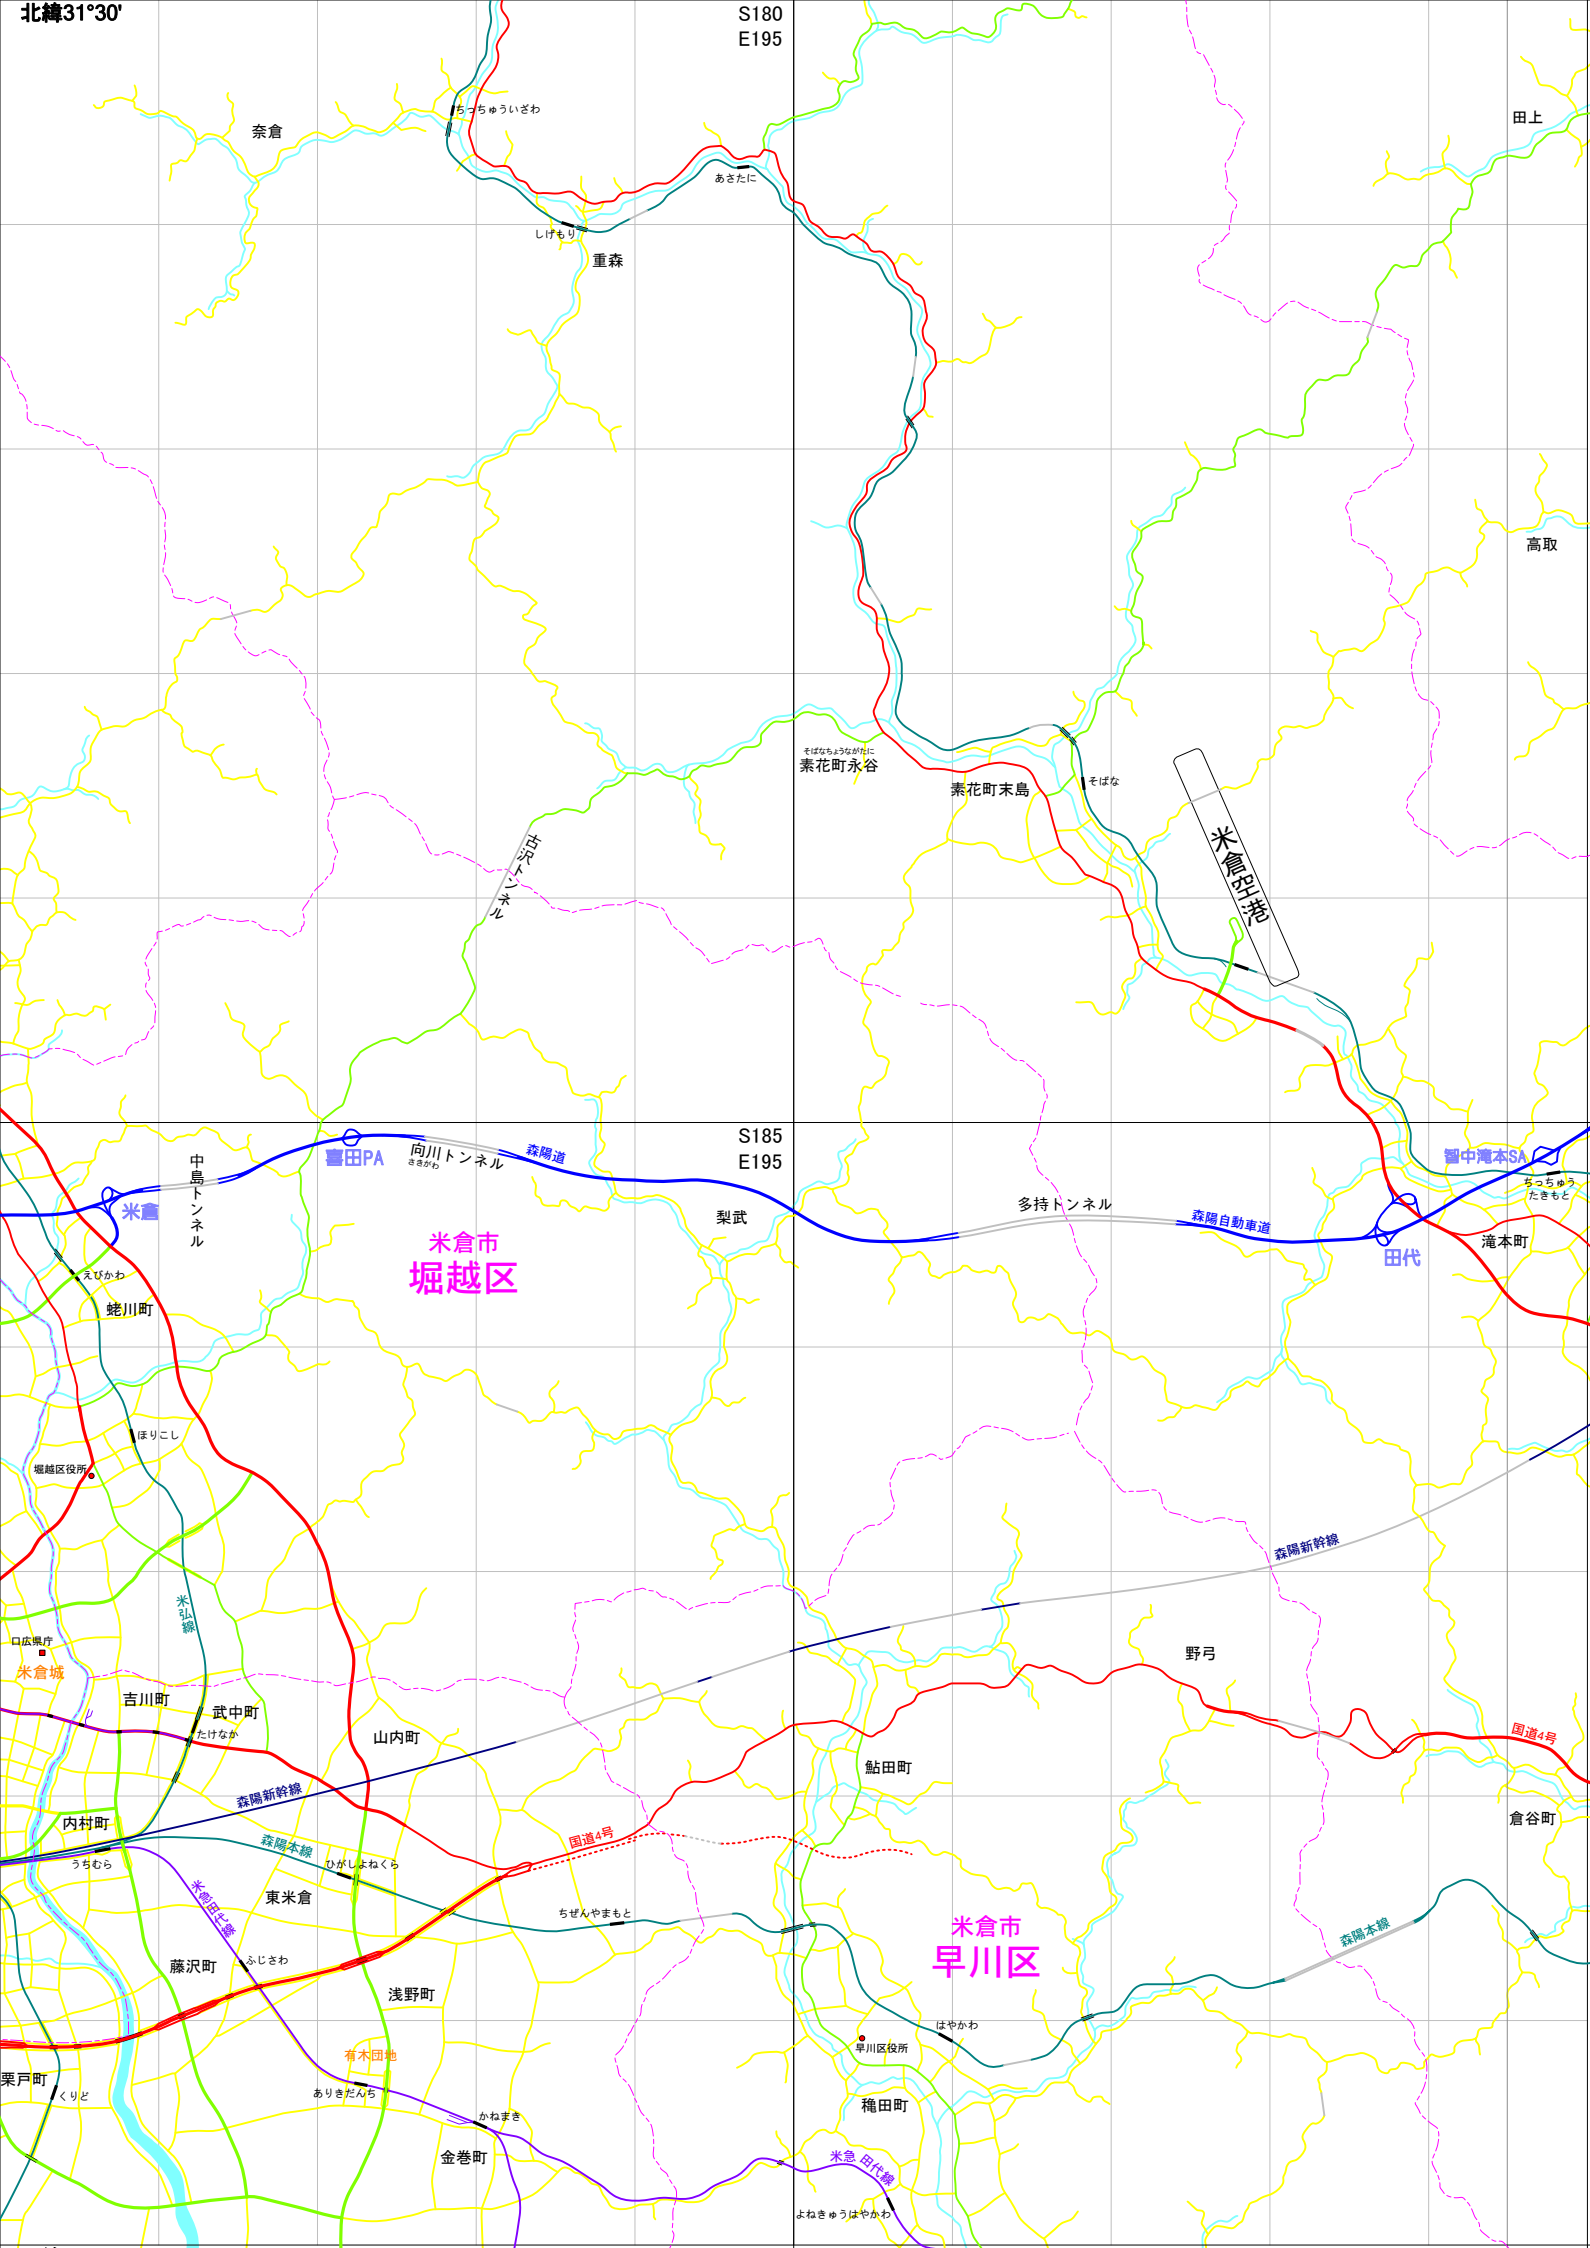 北緯31°30'
S180
E195
ちっちゅういざわ
奈倉
田上
あさたに
しげもり
重森
高取
そばなちょうながたに
素花町永谷
素花町末島
そばな
米倉空港
古沢トンネル
S185
E195
中島トンネル
喜田PA
向川トンネル
さきがわ
森陽道
智中滝本SA
ちっちゅう
たきもと
米倉
梨武
多持トンネル
森陽自動車道
滝本町
田代
米倉市
堀越区
えびかわ
蛯川町
ほりこし
堀越区役所
森陽新幹線
米弘線
口広県庁
米倉城
野弓
吉川町
武中町
たけなか
山内町
国道4号
鮎田町
森陽新幹線
内村町
倉谷町
うちむら
森陽本線
国道4号
ひがしよねくら
米急田代線
東米倉
ちぜんやまもと
米倉市
早川区
森陽本線
藤沢町
ふじさわ
浅野町
はやかわ
早川区役所
有木団地
栗戸町
くりど
ありきだんち
かねまき
穐田町
金巻町
米急 田代線
よねきゅうはやかわ